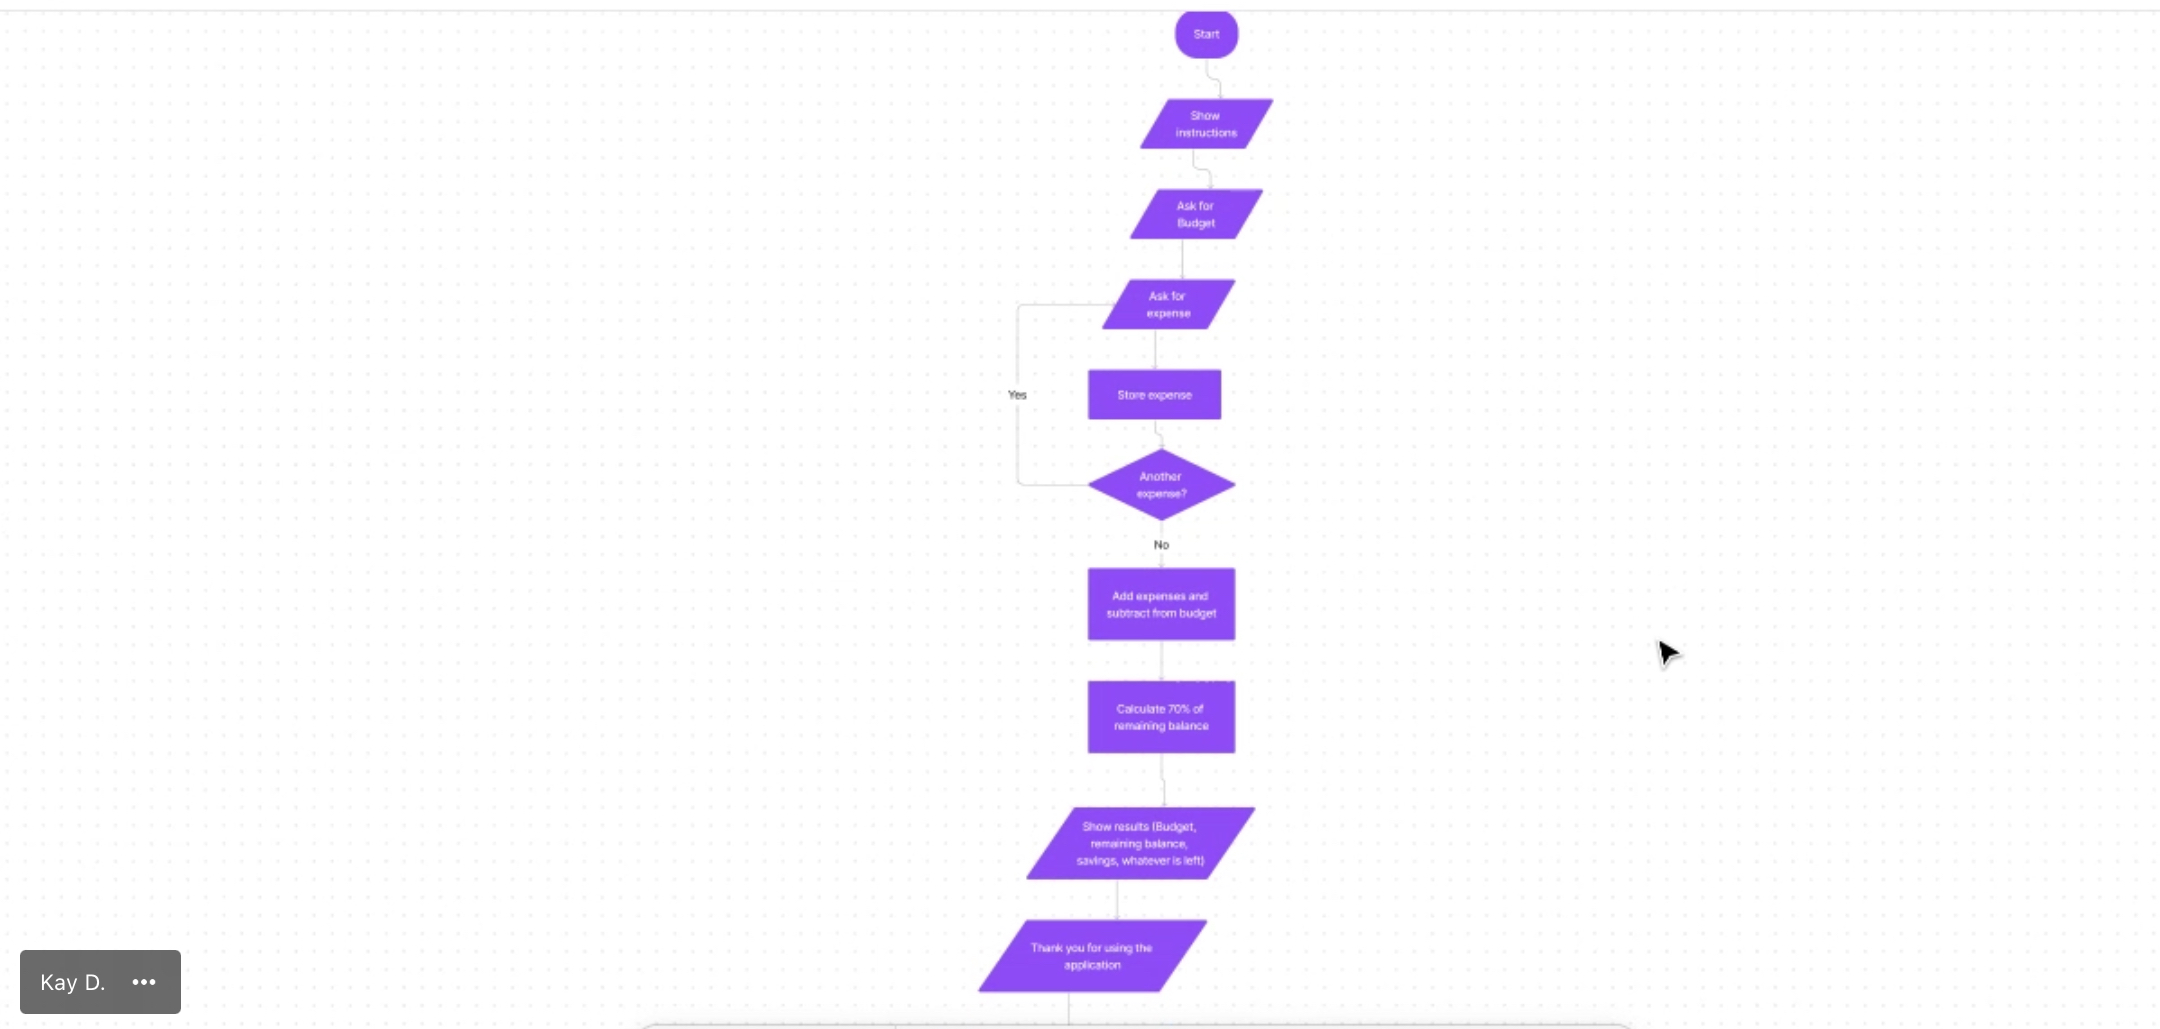 Start
Show
instructions
Ask for
Budget
Ask for
expense
Yes
Store expense
Another
expense?
No
Add expenses and
subtract from budget
Calculate 70% of
remaining balance
Show results (Budget,
remaining balance,
savings, whatever is left)
Thank you for using the
application
Kay D.